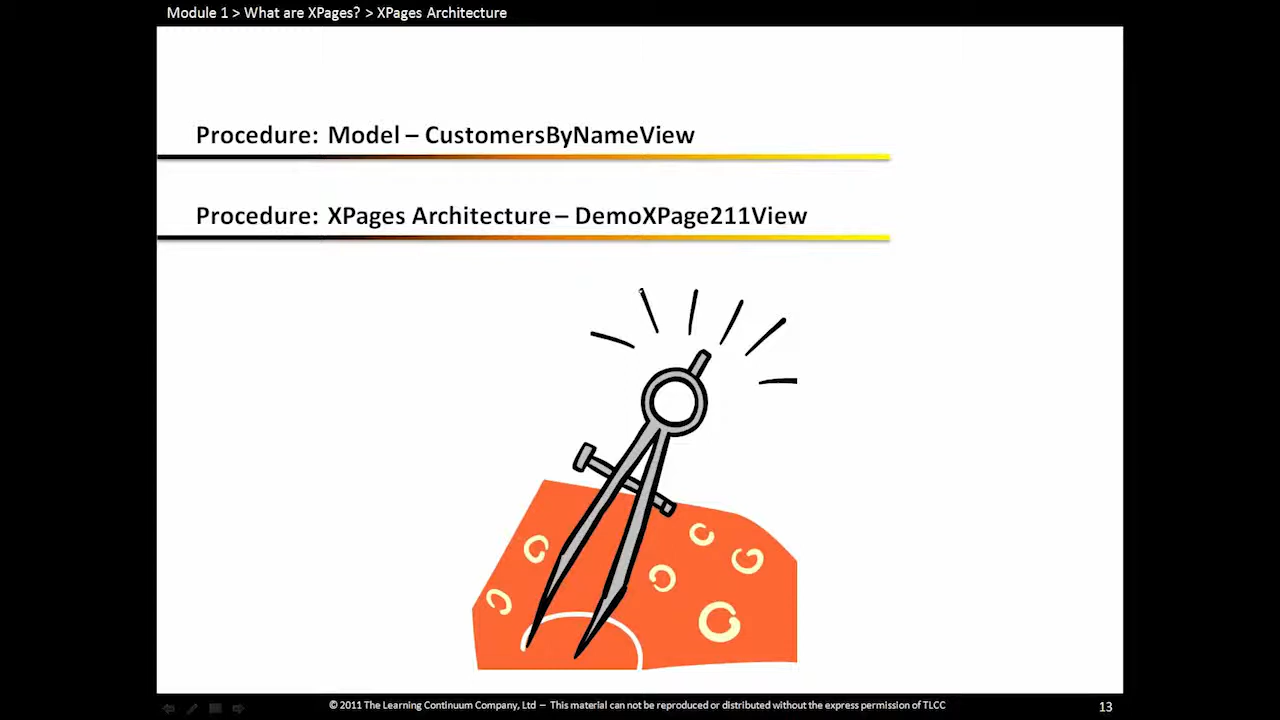 Module 1 > What are XPages? > XPages Architecture
Procedure: Model – CustomersByNameView
Procedure: XPages Architecture – DemoXPage211View
© 2011 The Learning Continuum Company, Ltd – This material can not be reproduced or distributed without the express permission of TLCC
13